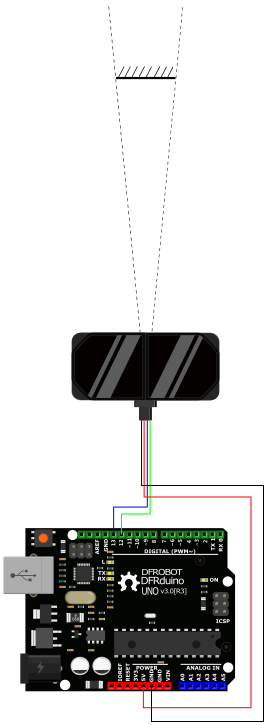 AREF
GND
13
12
~11
~10
~9
8
7
~6
~5
4
~3
2
TX 1
RX 0
L
TX
RX
DIGITAL (PWM~)
DFROBOT
DFRduino
UNO v3.0[R3]
ON
ICSP
POWER
ANALOG IN
IOREF
RESET
3V3
5V
GND
GND
VIN
A0
A1
A2
A3
A4
A5